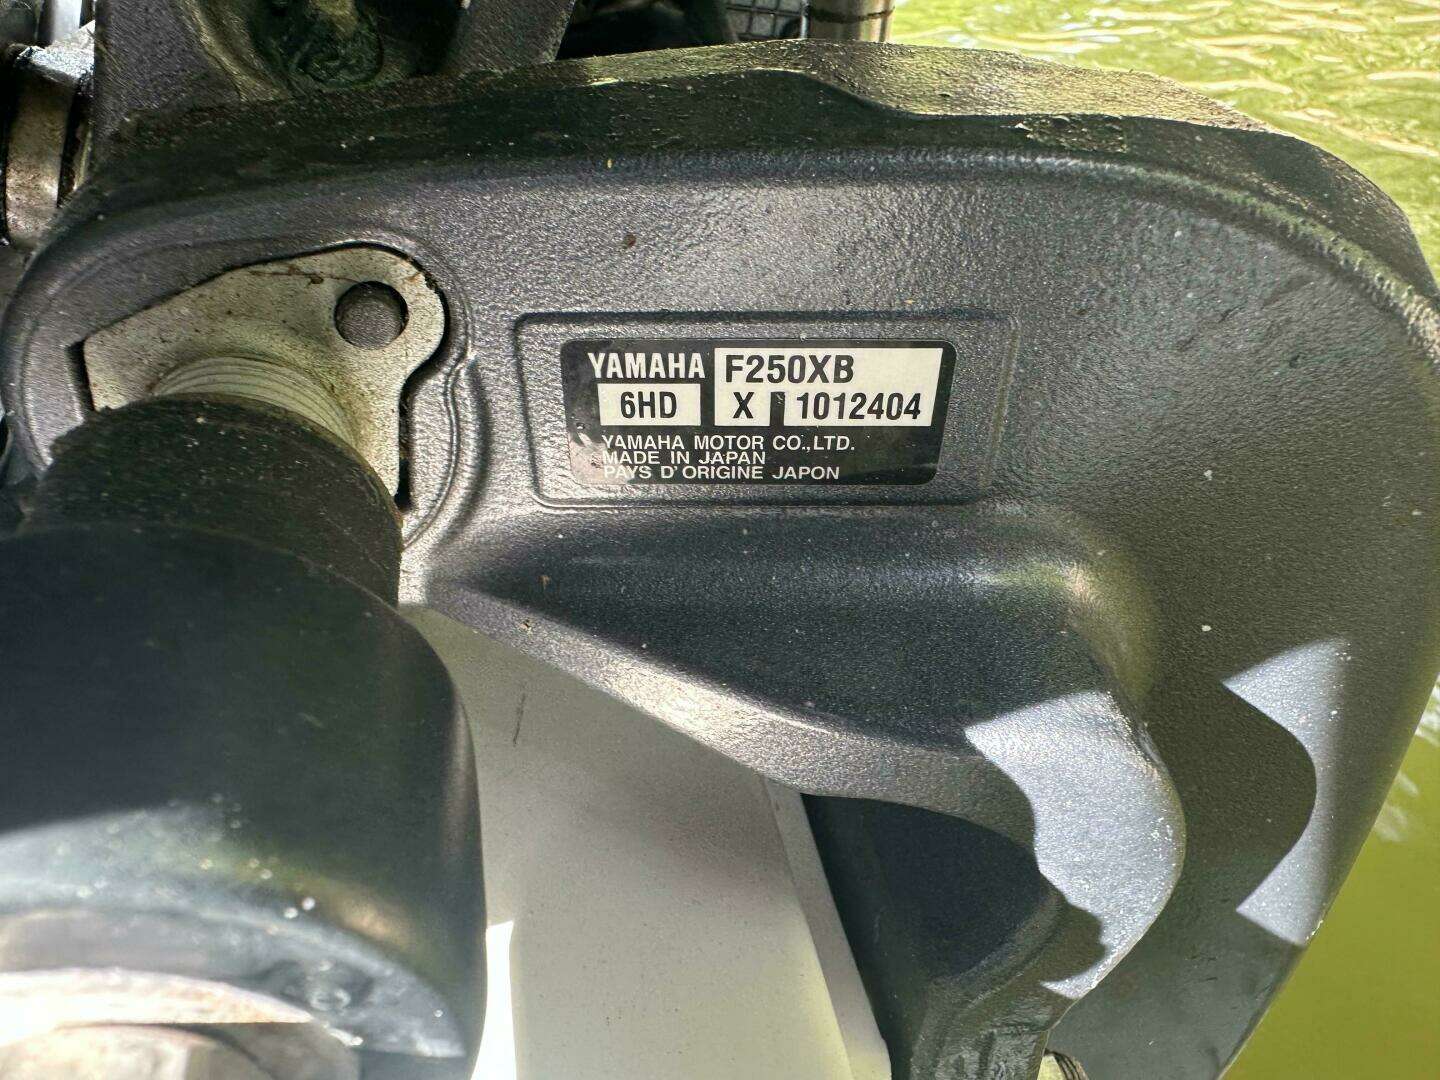 YAMAHA F250XB
6HD X 1012404
YAMAHA MOTOR CO.,LTD.
MADE IN JAPAN
PAYS D'ORIGINE JAPON